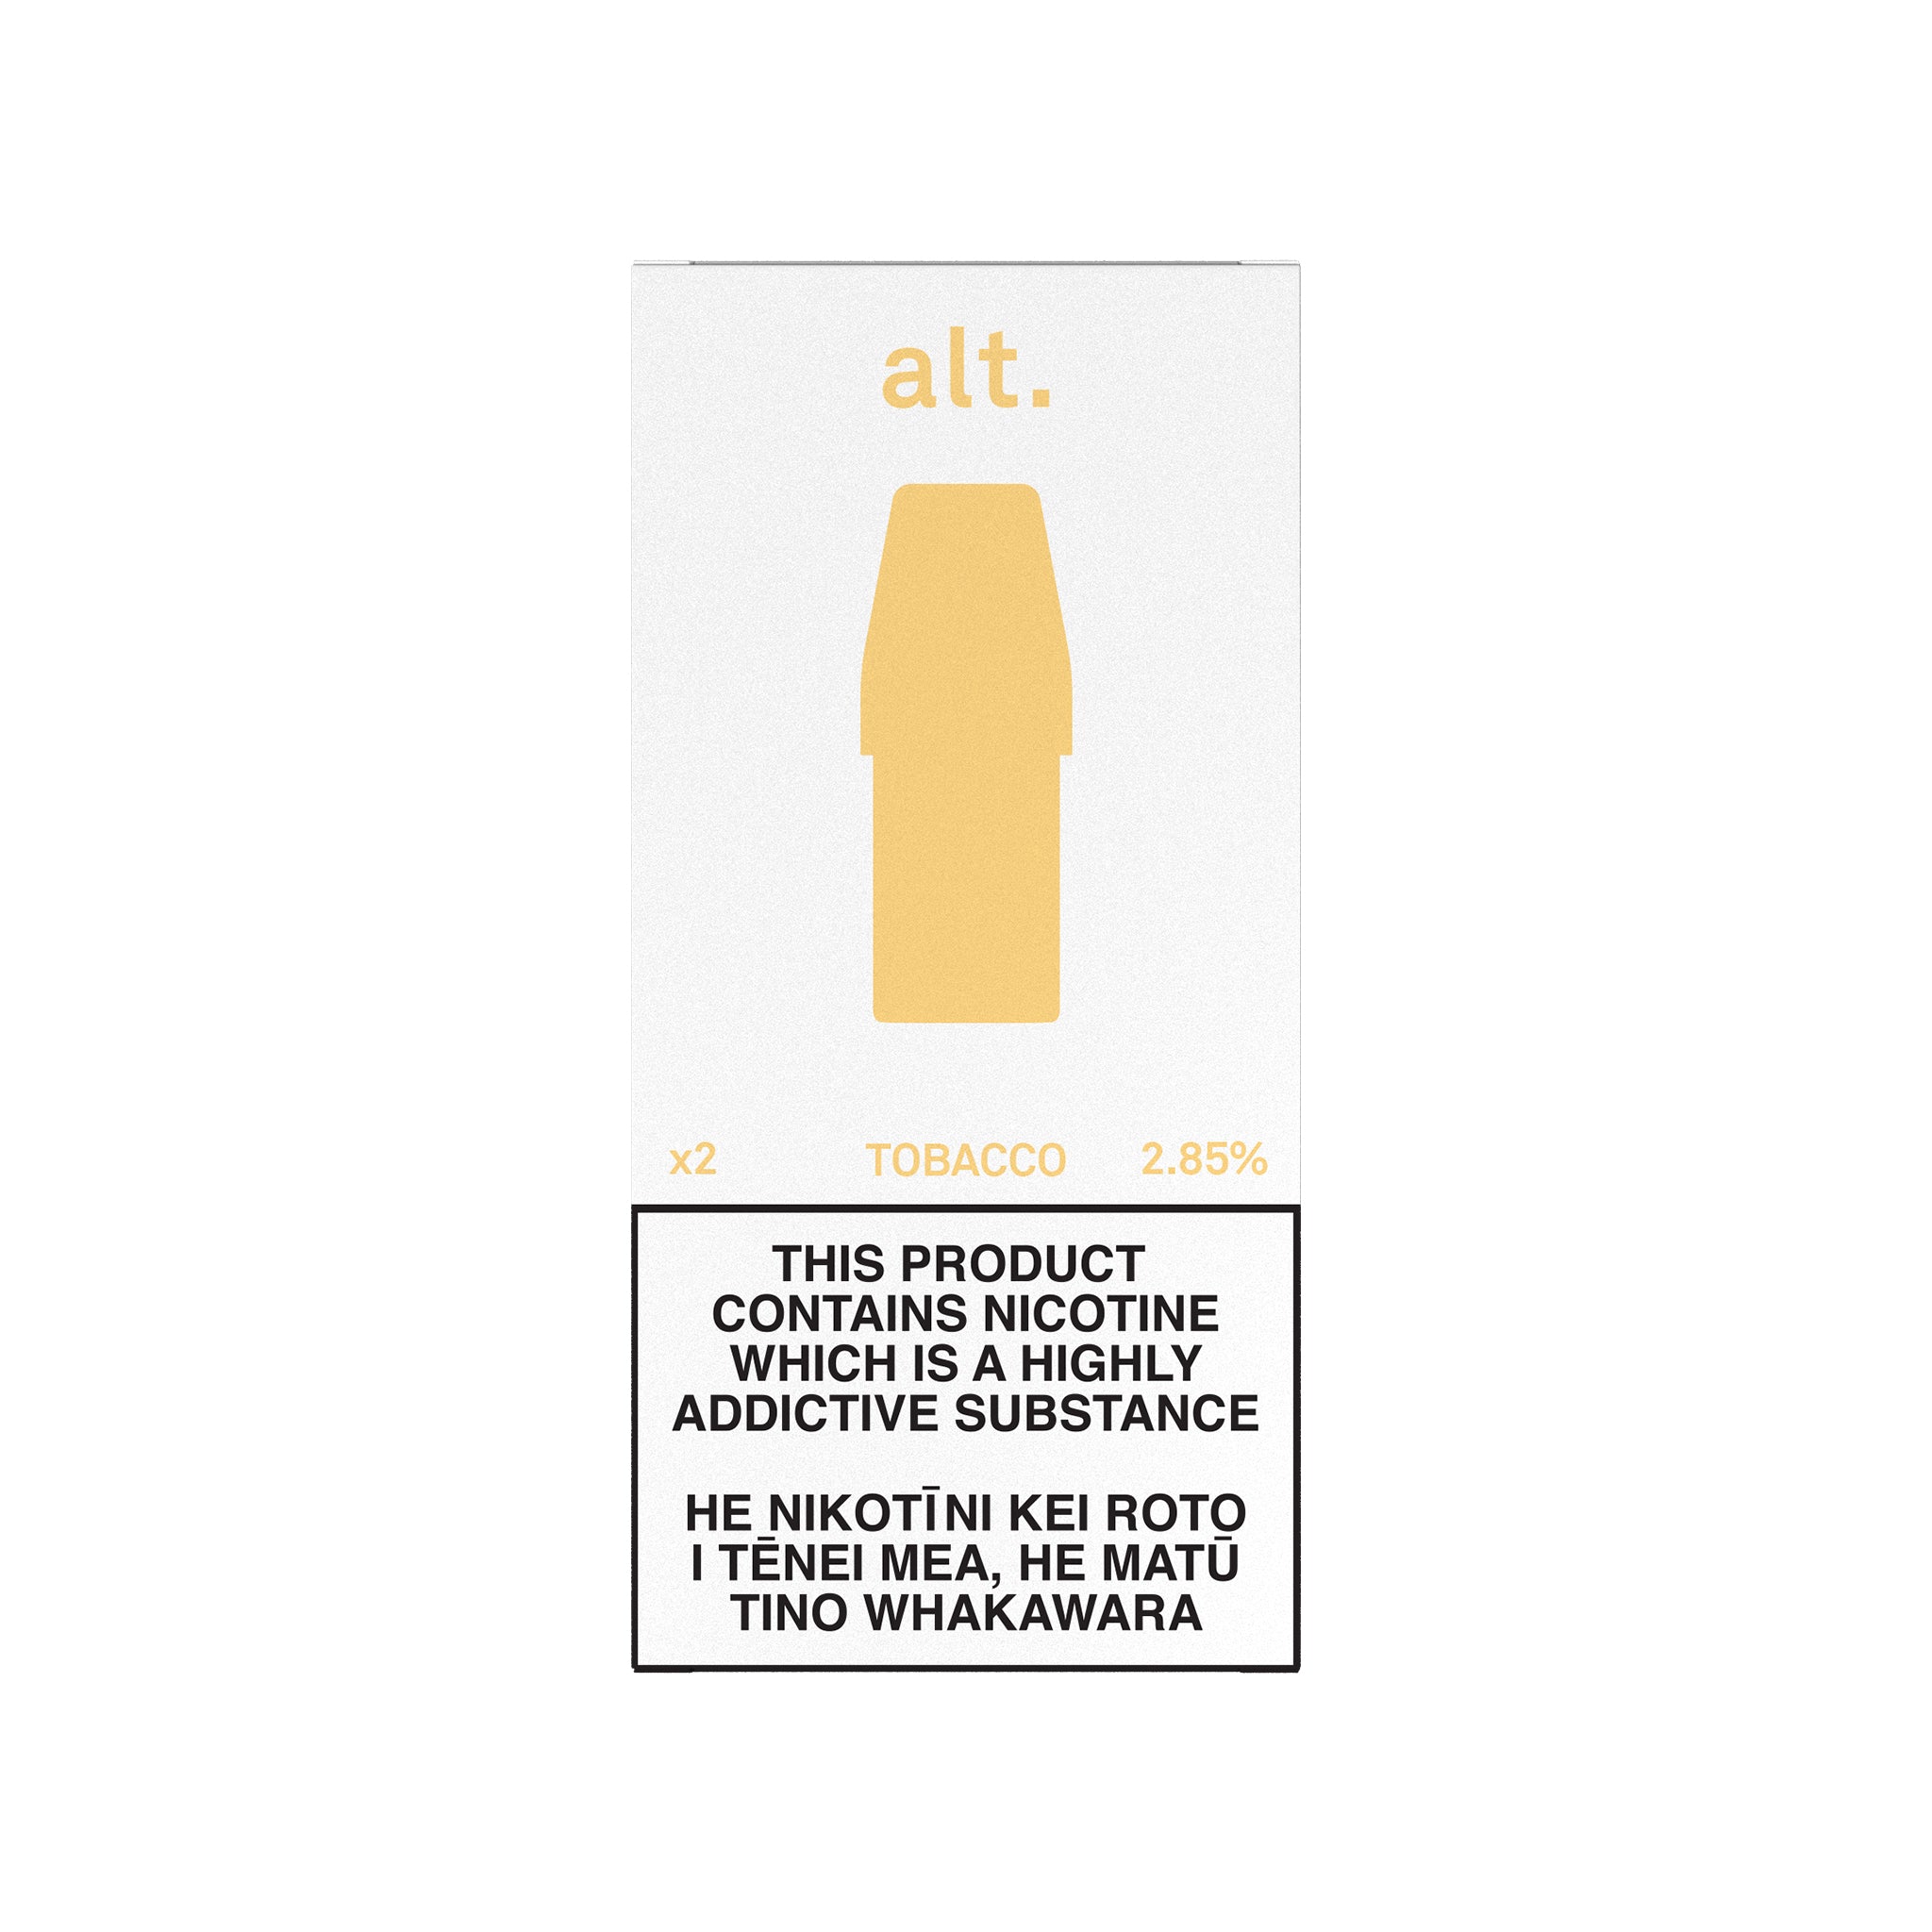 alt.
x2 TOBACCO 2.85%
THIS PRODUCT
CONTAINS NICOTINE
WHICH IS A HIGHLY
ADDICTIVE SUBSTANCE
HE NIKOTĪNI KEI ROTO
I TĒNEI MEA, HE MATŪ
TINO WHAKAWARA